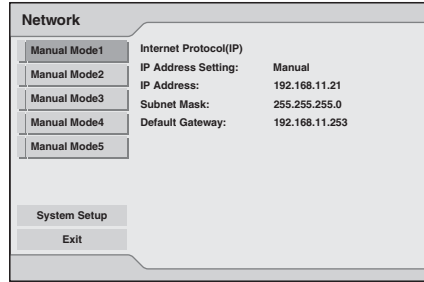 Network
Manual Mode1
Manual Mode2
Manual Mode3
Manual Mode4
Manual Mode5
System Setup
Exit
Internet Protocol(IP)
IP Address Setting: Manual
IP Address: 192.168.11.21
Subnet Mask: 255.255.255.0
Default Gateway: 192.168.11.253